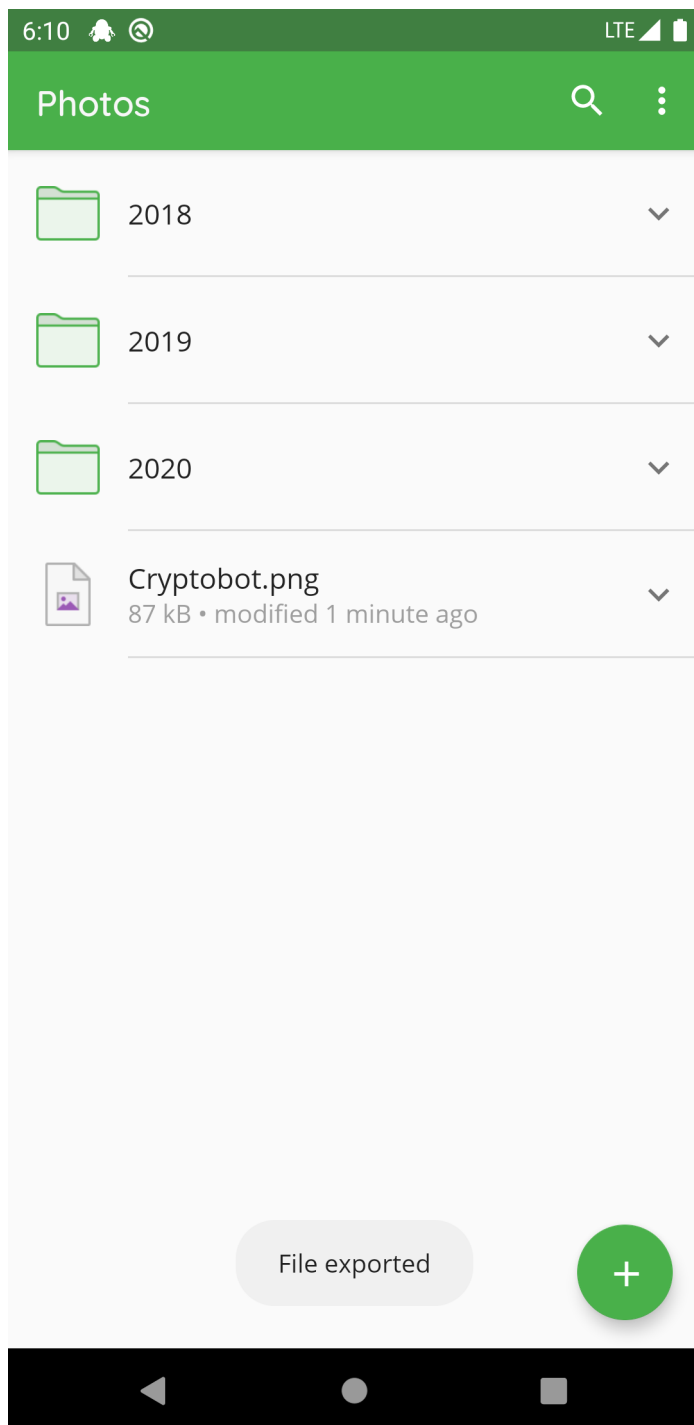 6:10 LTE
Photos
2018
2019
2020
Cryptobot.png
87 kB • modified 1 minute ago
File exported